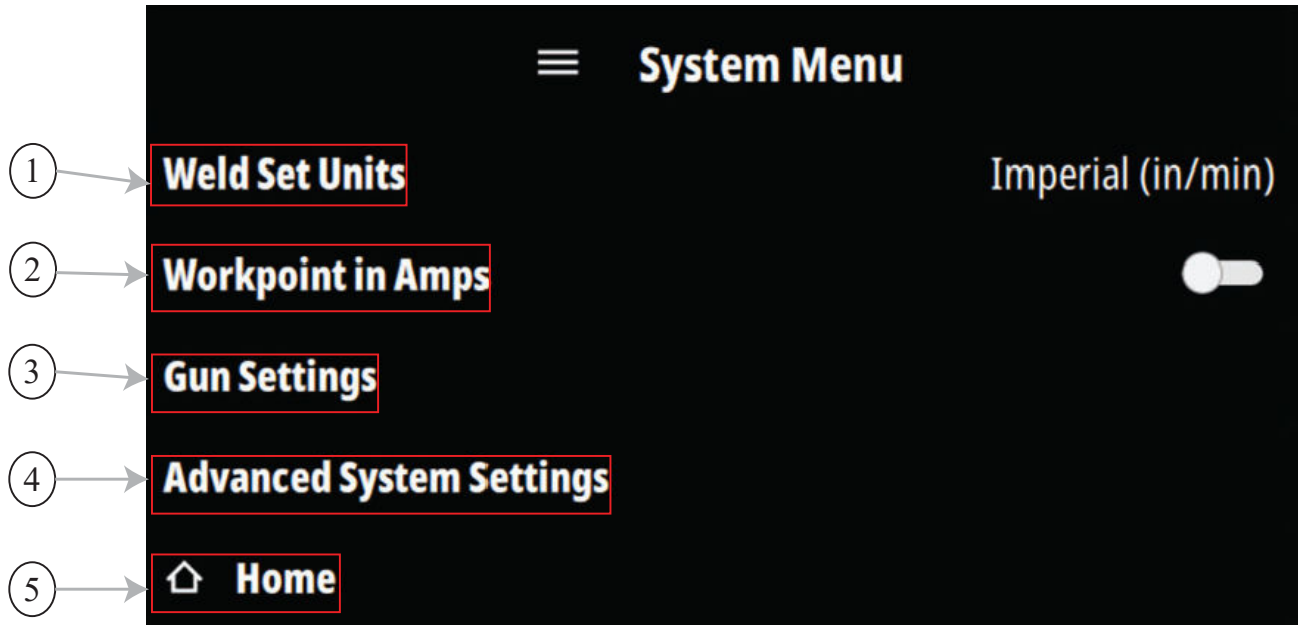 System Menu
1 Weld Set Units Imperial (in/min)
2 Workpoint in Amps
3 Gun Settings
4 Advanced System Settings
5 Home